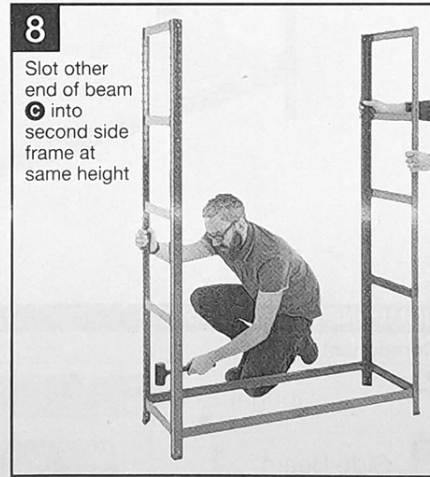 8
Slot other
end of beam
C into
second side
frame at
same height